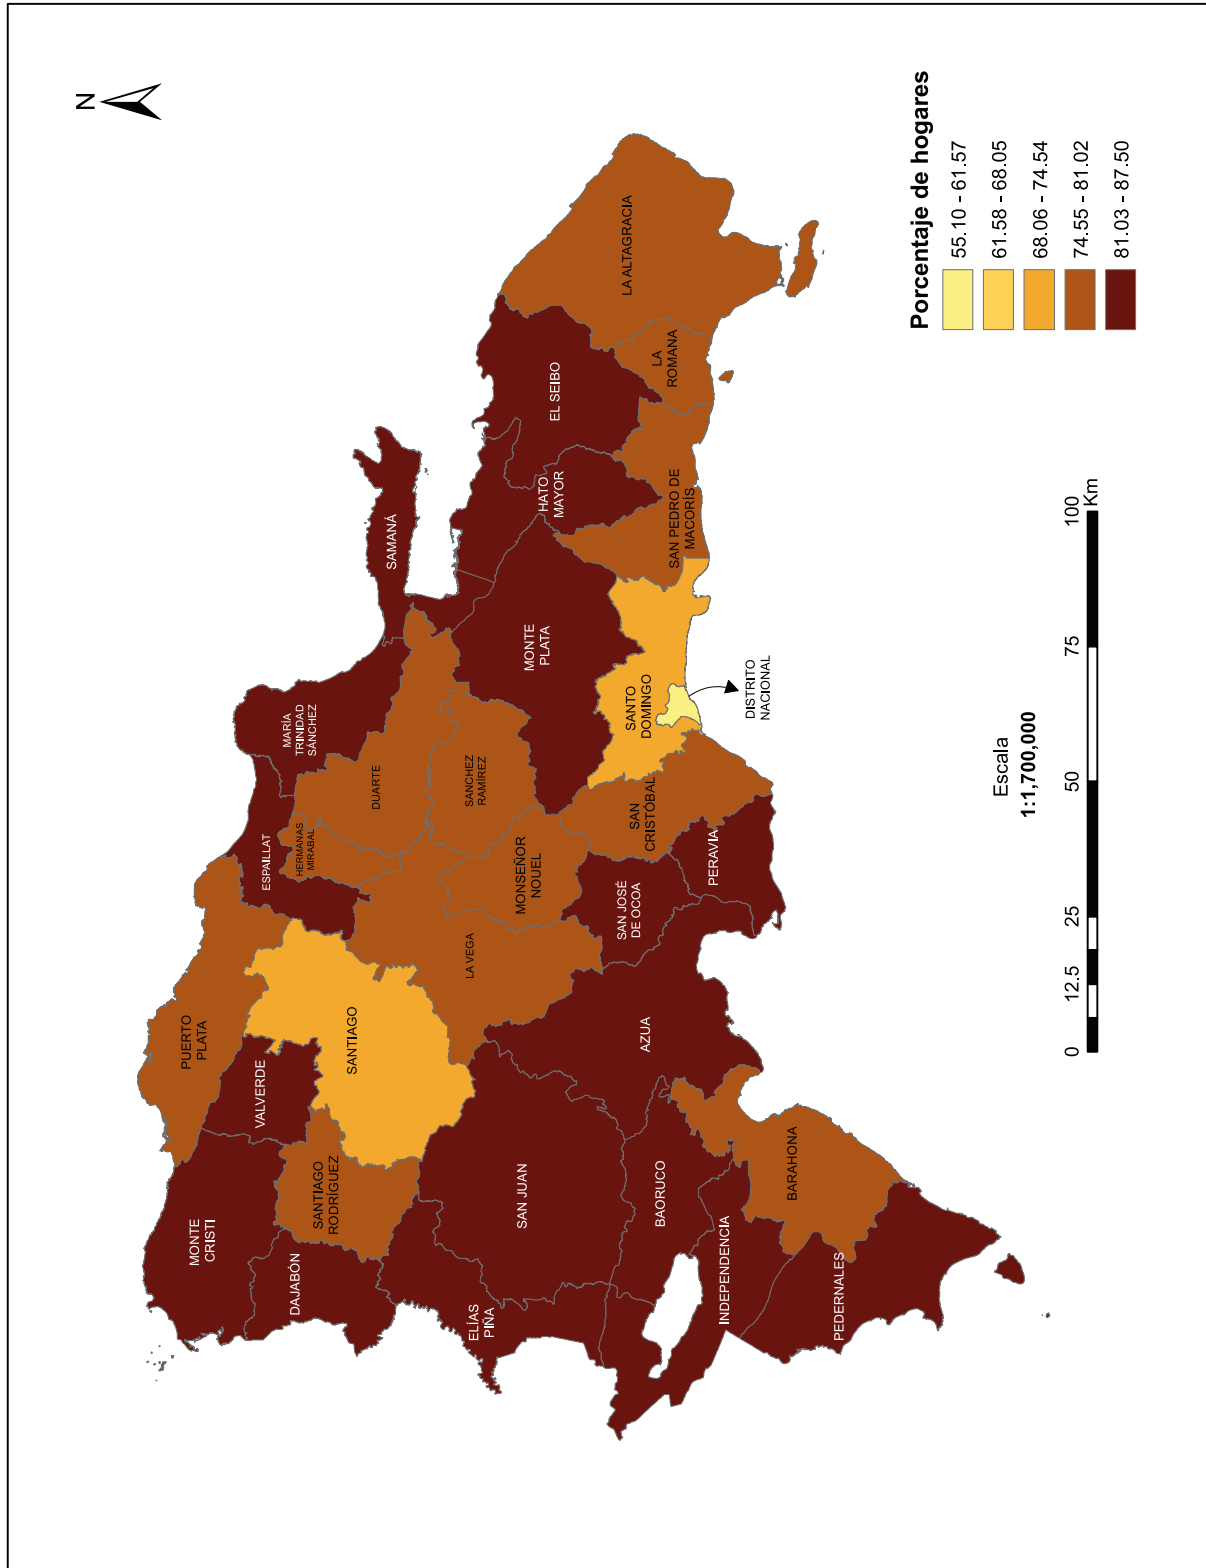 N
PUERTO
PLATA
MONTE
CRISTI
VALVERDE
ESPAILLAT
MARÍA
TRINIDAD
SÁNCHEZ
HERMANAS
MIRABAL
DAJABÓN
SANTIAGO
RODRÍGUEZ
SANTIAGO
DUARTE
SAMANÁ
ELÍAS
PIÑA
LA VEGA
SANCHEZ
RAMÍREZ
SAN JUAN
MONSEÑOR
NOUEL
MONTE
PLATA
HATO
MAYOR
EL SEIBO
LA ALTAGRACIA
AZUA
SAN JOSÉ
DE OCOA
SAN
CRISTÓBAL
SANTO
DOMINGO
SAN PEDRO DE
MACORÍS
LA
ROMANA
BAORUCO
INDEPENDENCIA
PERAVIA
DISTRITO
NACIONAL
BARAHONA
PEDERNALES
Porcentaje de hogares
55.10 - 61.57
61.58 - 68.05
68.06 - 74.54
74.55 - 81.02
81.03 - 87.50
Escala
1:1,700,000
0 12.5 25 50 75 100
Km